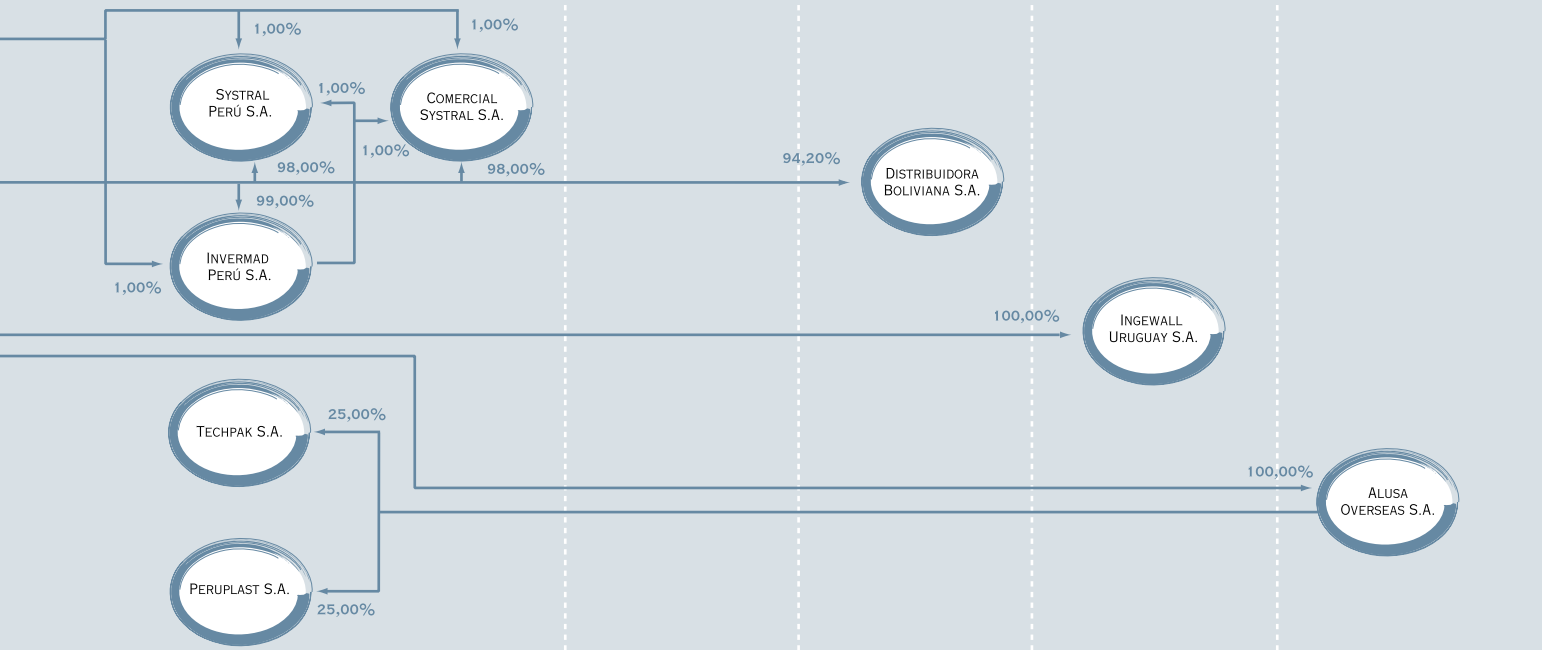 1,00%
1,00%
SYSTRAL
PERÚ S.A.
1,00%
COMERCIAL
SYSTRAL S.A.
1,00%
98,00%
98,00%
94,20%
DISTRIBUIDORA
BOLIVIANA S.A.
99,00%
INVERMAD
PERÚ S.A.
1,00%
100,00%
INGEWALL
URUGUAY S.A.
25,00%
TECHPAK S.A.
100,00%
ALUSA
OVERSEAS S.A.
PERUPLAST S.A.
25,00%